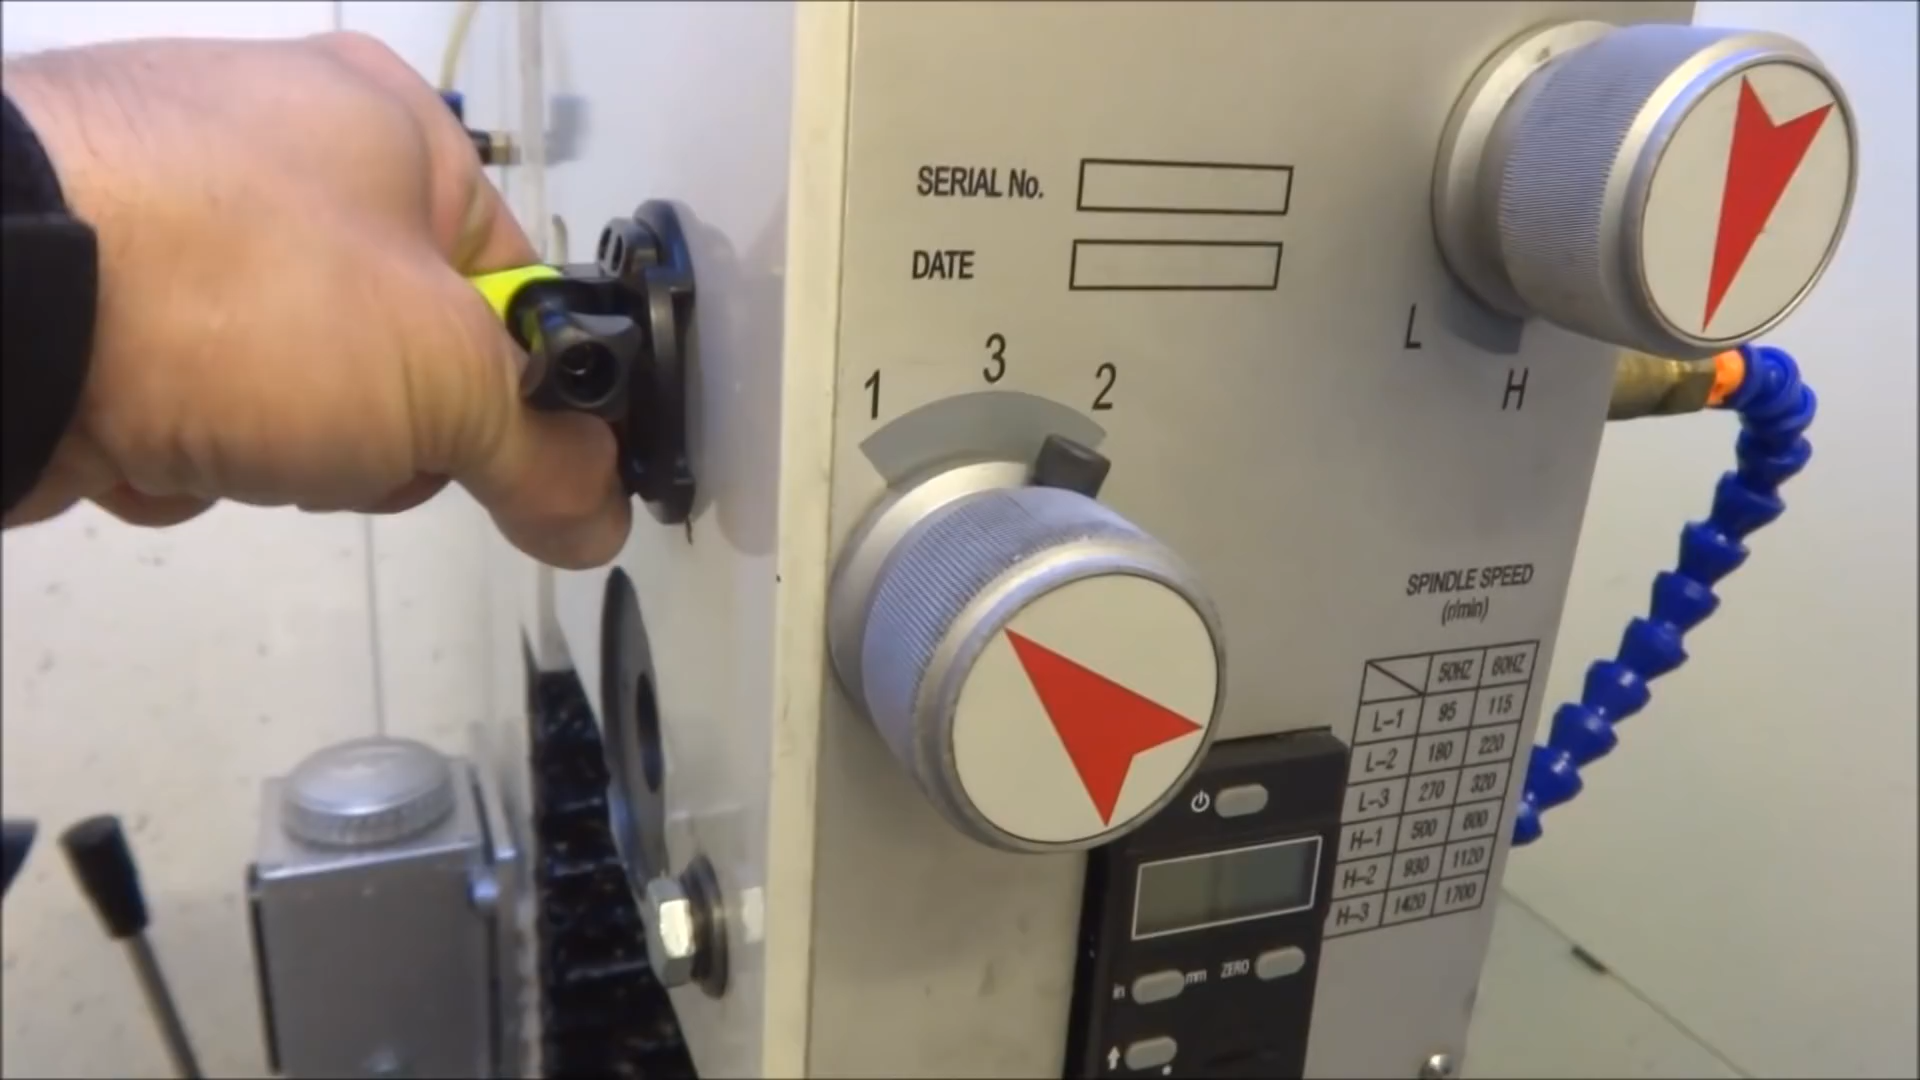 SERIAL No.
DATE
1 3 2
L H
SPINDLE SPEED
(r/min)
50HZ 60HZ
L-1 95 115
L-2 180 220
L-3 270 320
H-1 500 600
H-2 930 1120
H-3 1420 1700
in mm ZERO